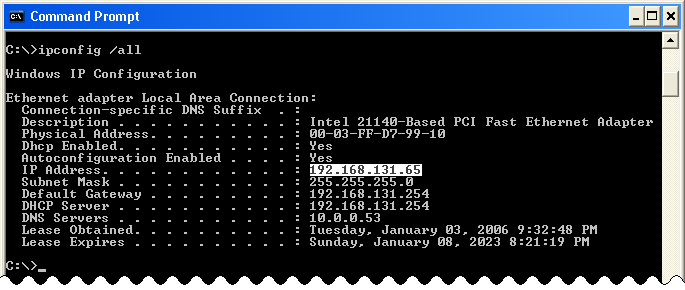 Command Prompt
C:\>ipconfig /all
Windows IP Configuration
Ethernet adapter Local Area Connection:
Connection-specific DNS Suffix  . :
Description . . . . . . . . . . . : Intel 21140-Based PCI Fast Ethernet Adapter
Physical Address. . . . . . . . . : 00-03-FF-D7-99-10
Dhcp Enabled. . . . . . . . . . . : Yes
Autoconfiguration Enabled . . . . : Yes
IP Address. . . . . . . . . . . . : 192.168.131.65
Subnet Mask . . . . . . . . . . . : 255.255.255.0
Default Gateway . . . . . . . . . : 192.168.131.254
DHCP Server . . . . . . . . . . . : 192.168.131.254
DNS Servers . . . . . . . . . . . : 10.0.0.53
Lease Obtained. . . . . . . . . . : Tuesday, January 03, 2006 9:32:48 PM
Lease Expires . . . . . . . . . . : Sunday, January 08, 2023 8:21:19 PM
C:\>_